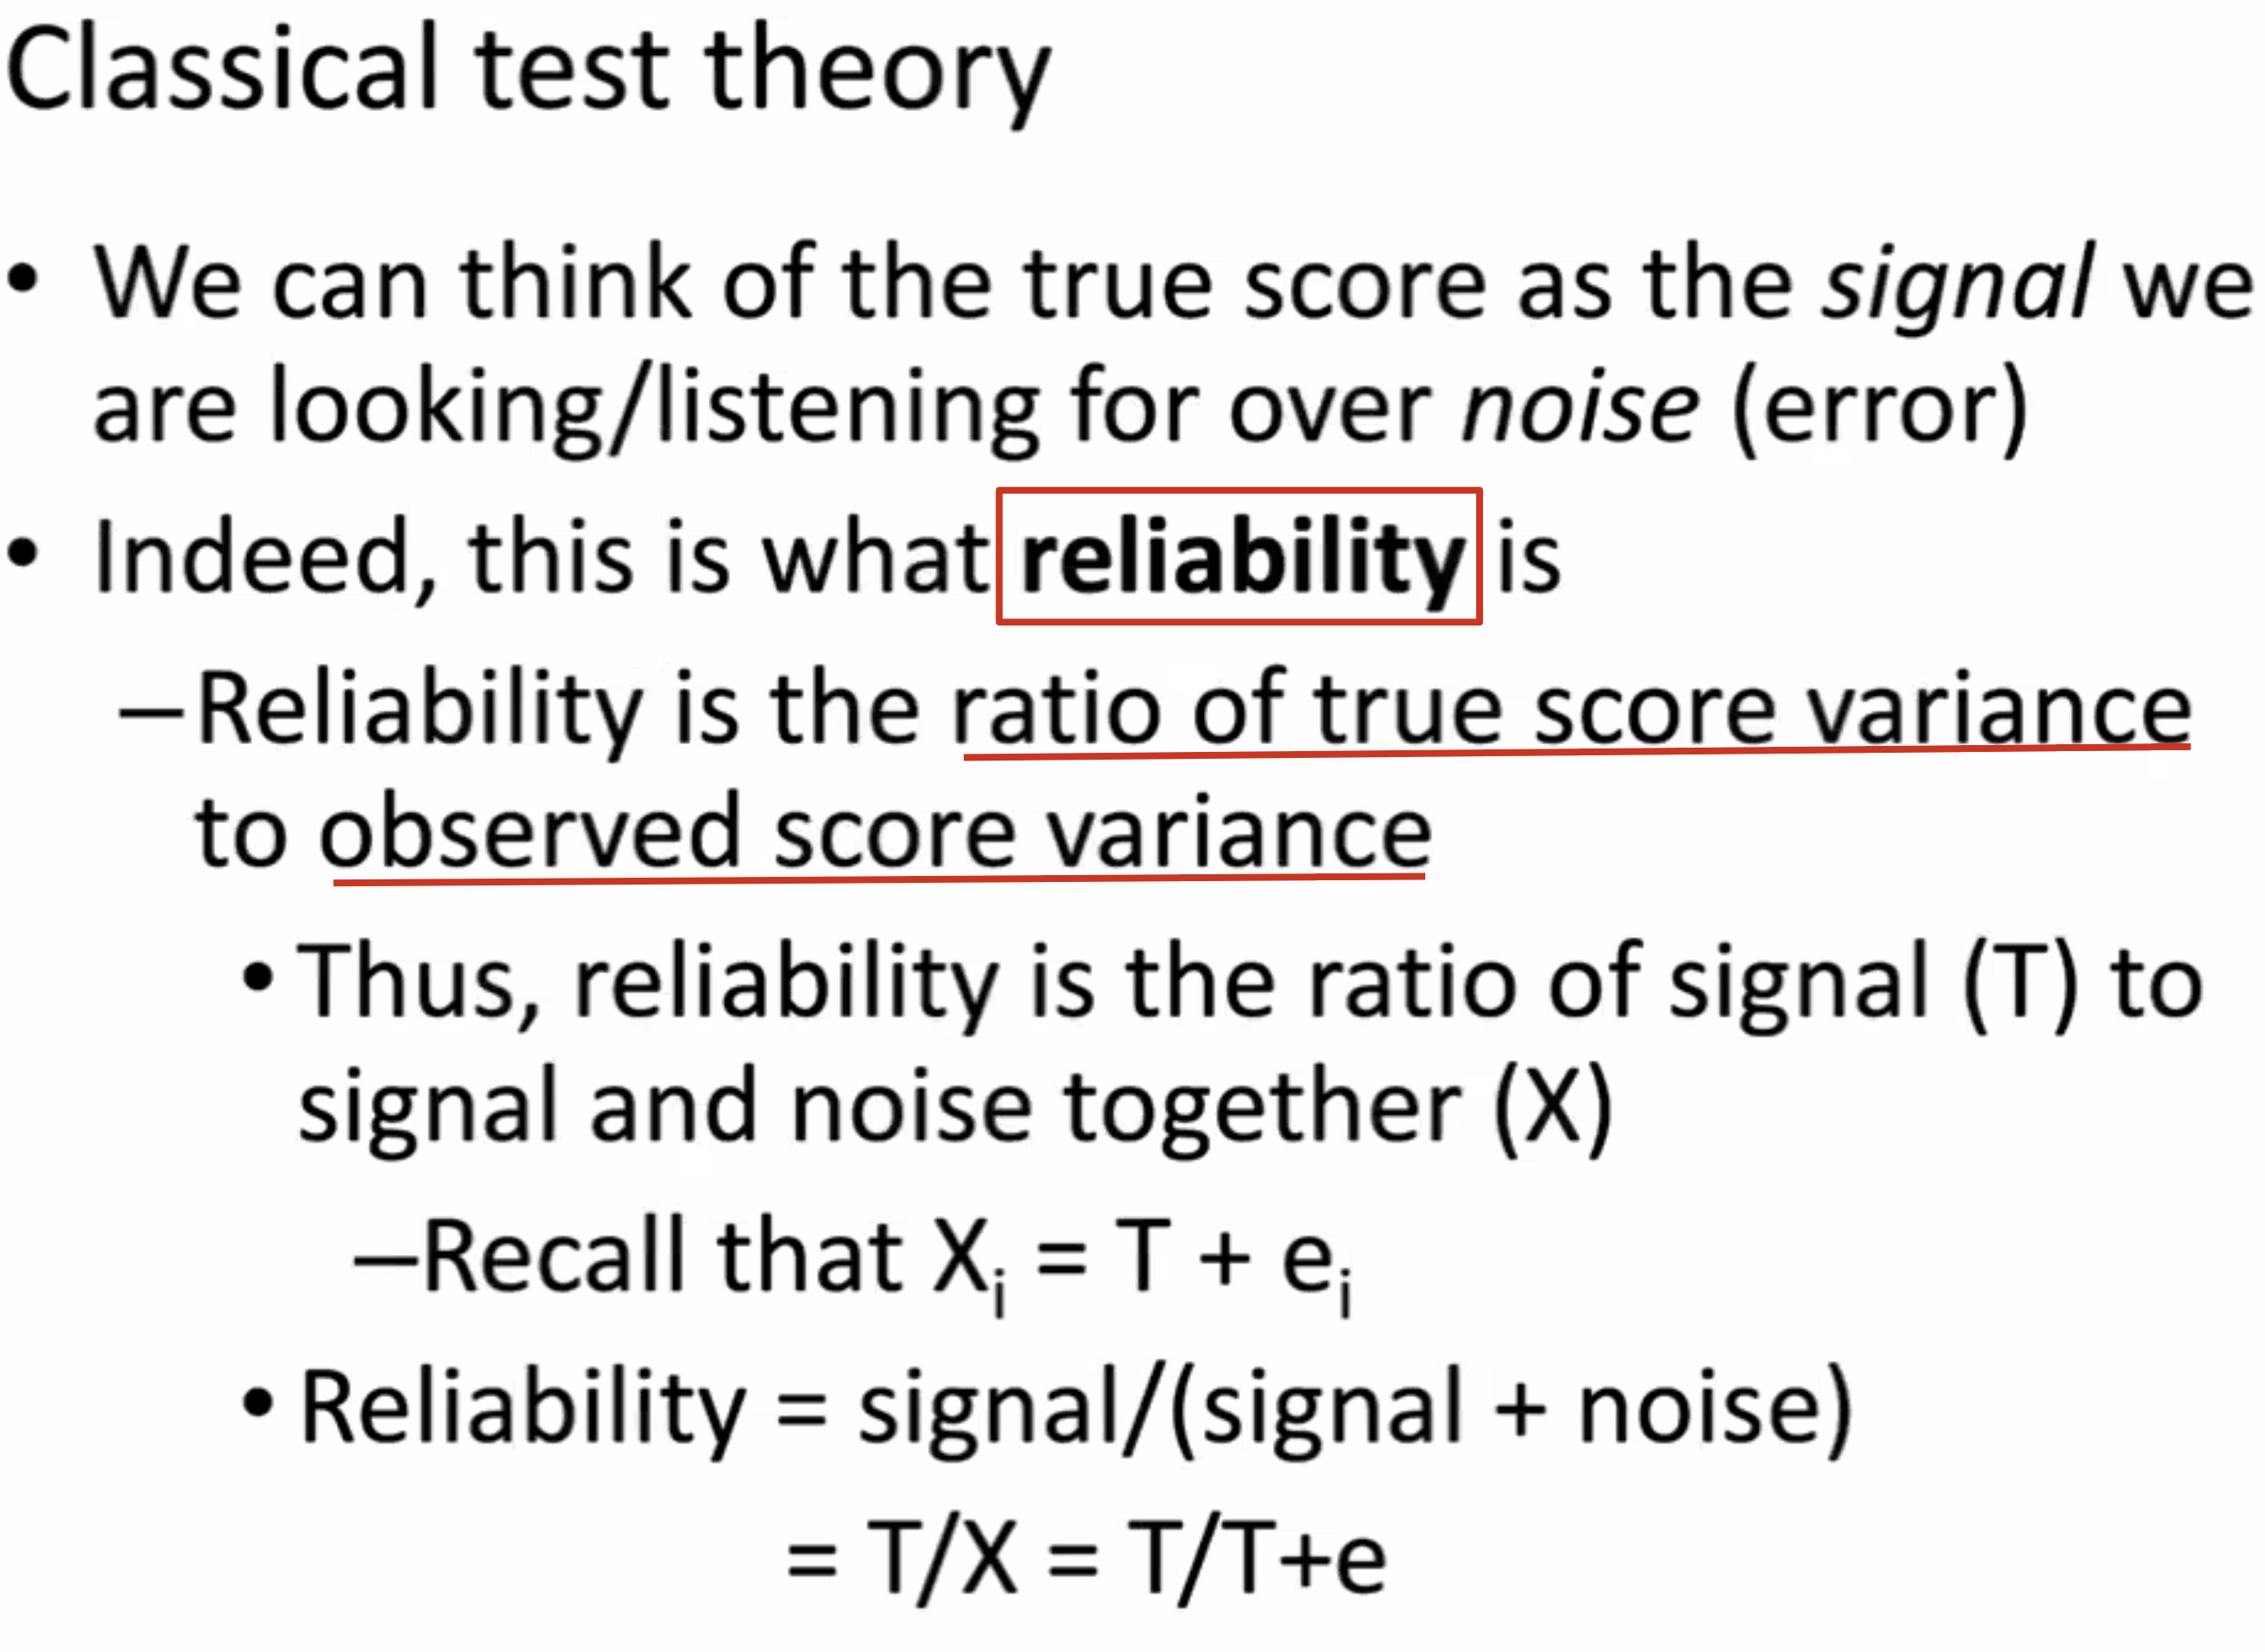 Classical test theory
• We can think of the true score as the signal we
are looking/listening for over noise (error)
• Indeed, this is what reliability is
–Reliability is the ratio of true score variance
to observed score variance
• Thus, reliability is the ratio of signal (T) to
signal and noise together (X)
–Recall that Xᵢ = T + eᵢ
• Reliability = signal/(signal + noise)
= T/X = T/T+e